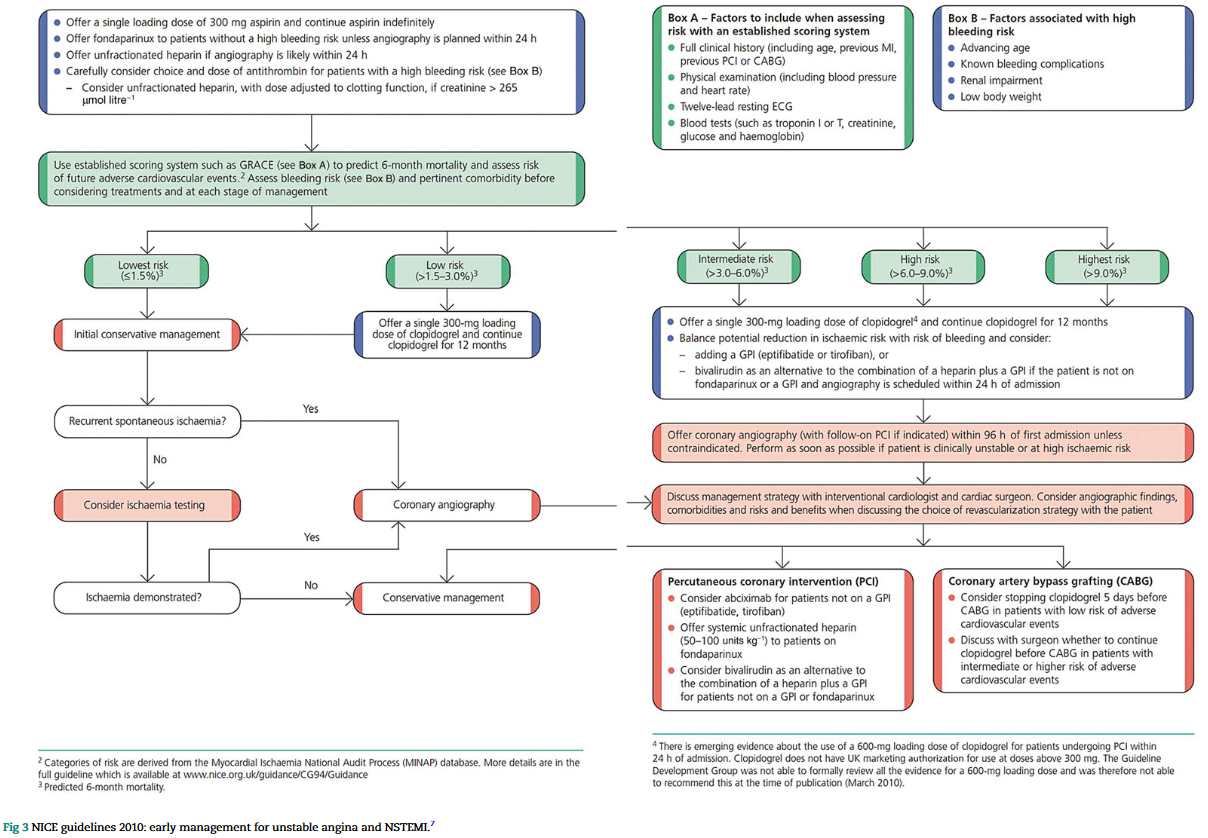 • Offer a single loading dose of 300 mg aspirin and continue aspirin indefinitely
• Offer fondaparinux to patients without a high bleeding risk unless angiography is planned within 24 h
• Offer unfractionated heparin if angiography is likely within 24 h
• Carefully consider choice and dose of antithrombin for patients with a high bleeding risk (see Box B)
– Consider unfractionated heparin, with dose adjusted to clotting function, if creatinine > 265
μmol litre⁻¹
Box A – Factors to include when assessing
risk with an established scoring system
• Full clinical history (including age, previous MI,
previous PCI or CABG)
• Physical examination (including blood pressure
and heart rate)
• Twelve-lead resting ECG
• Blood tests (such as troponin I or T, creatinine,
glucose and haemoglobin)
Box B – Factors associated with high
bleeding risk
• Advancing age
• Known bleeding complications
• Renal impairment
• Low body weight
Use established scoring system such as GRACE (see Box A) to predict 6-month mortality and assess risk
of future adverse cardiovascular events.² Assess bleeding risk (see Box B) and pertinent comorbidity before
considering treatments and at each stage of management
Lowest risk
(≤1.5%)³
Low risk
(>1.5–3.0%)³
Intermediate risk
(>3.0–6.0%)³
High risk
(>6.0–9.0%)³
Highest risk
(>9.0%)³
Initial conservative management
Offer a single 300-mg loading
dose of clopidogrel and continue
clopidogrel for 12 months
• Offer a single 300-mg loading dose of clopidogrel⁴ and continue clopidogrel for 12 months
• Balance potential reduction in ischaemic risk with risk of bleeding and consider:
– adding a GPI (eptifibatide or tirofiban), or
– bivalirudin as an alternative to the combination of a heparin plus a GPI if the patient is not on
fondaparinux or a GPI and angiography is scheduled within 24 h of admission
Recurrent spontaneous ischaemia?
Yes
No
Offer coronary angiography (with follow-on PCI if indicated) within 96 h of first admission unless
contraindicated. Perform as soon as possible if patient is clinically unstable or at high ischaemic risk
Consider ischaemia testing
Coronary angiography
Discuss management strategy with interventional cardiologist and cardiac surgeon. Consider angiographic findings,
comorbidities and risks and benefits when discussing the choice of revascularization strategy with the patient
Yes
Ischaemia demonstrated?
No
Conservative management
Percutaneous coronary intervention (PCI)
• Consider abciximab for patients not on a GPI
(eptifibatide, tirofiban)
• Offer systemic unfractionated heparin
(50–100 units kg⁻¹) to patients on
fondaparinux
• Consider bivalirudin as an alternative to
the combination of a heparin plus a GPI
for patients not on a GPI or fondaparinux
Coronary artery bypass grafting (CABG)
• Consider stopping clopidogrel 5 days before
CABG in patients with low risk of adverse
cardiovascular events
• Discuss with surgeon whether to continue
clopidogrel before CABG in patients with
intermediate or higher risk of adverse
cardiovascular events
² Categories of risk are derived from the Myocardial Ischaemia National Audit Process (MINAP) database. More details are in the
full guideline which is available at www.nice.org.uk/guidance/CG94/Guidance
³ Predicted 6-month mortality.
⁴ There is emerging evidence about the use of a 600-mg loading dose of clopidogrel for patients undergoing PCI within
24 h of admission. Clopidogrel does not have UK marketing authorization for use at doses above 300 mg. The Guideline
Development Group was not able to formally review all the evidence for a 600-mg loading dose and was therefore not able
to recommend this at the time of publication (March 2010).
Fig 3 NICE guidelines 2010: early management for unstable angina and NSTEMI.⁷